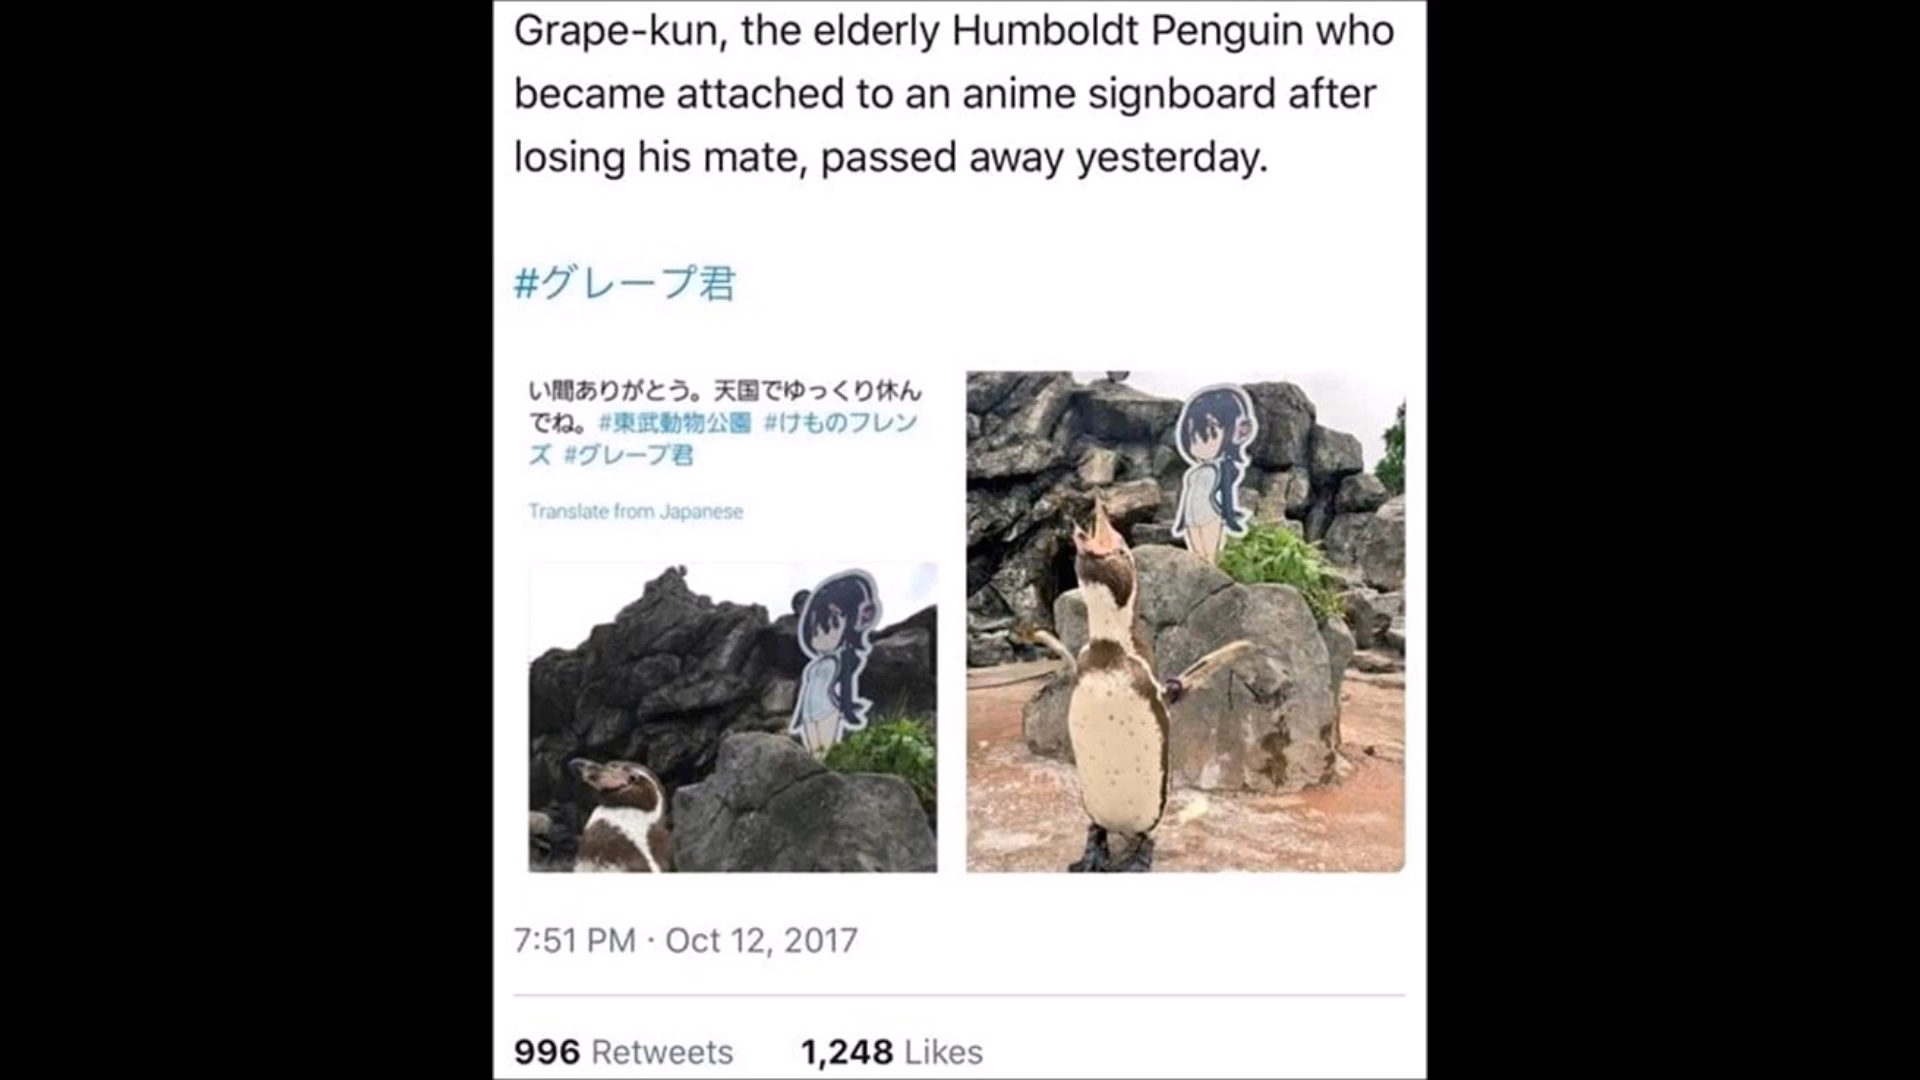 Grape-kun, the elderly Humboldt Penguin who
became attached to an anime signboard after
losing his mate, passed away yesterday.
#グレープ君
い間ありがとう。天国でゆっくり休ん
でね。#東武動物公園 #けものフレン
ズ #グレープ君
Translate from Japanese
7:51 PM · Oct 12, 2017
996 Retweets 1,248 Likes